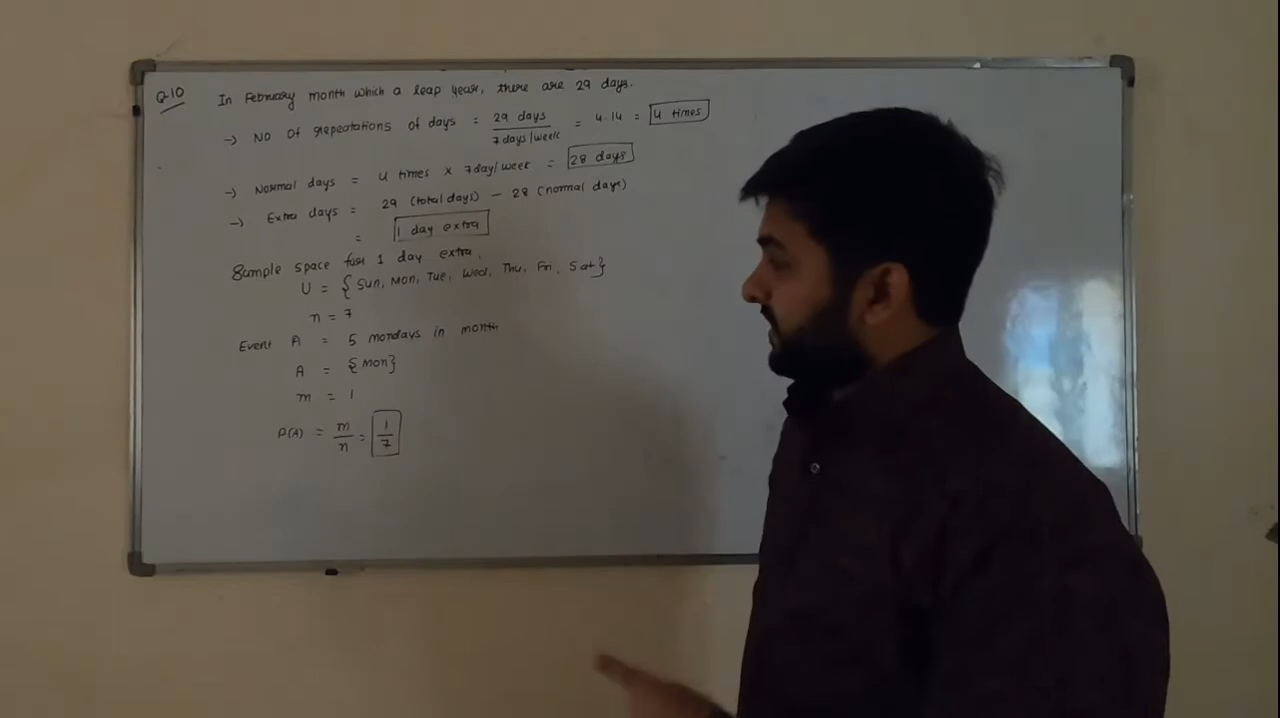 Q-10 In February month which a leap year, there are 29 days.
→ No of repeatations of days = 29 days / 7 days/week = 4.14 = 4 times
→ Normal days = 4 times × 7day/week = 28 days
→ Extra days = 29 (total days) – 28 (normal days)
= 1 day extra
Sample space for 1 day extra,
U = {Sun, Mon, Tue, Wed, Thu, Fri, Sat}
n = 7
Event A = 5 mondays in month
A = {Mon}
m = 1
P(A) = m/n = 1/7